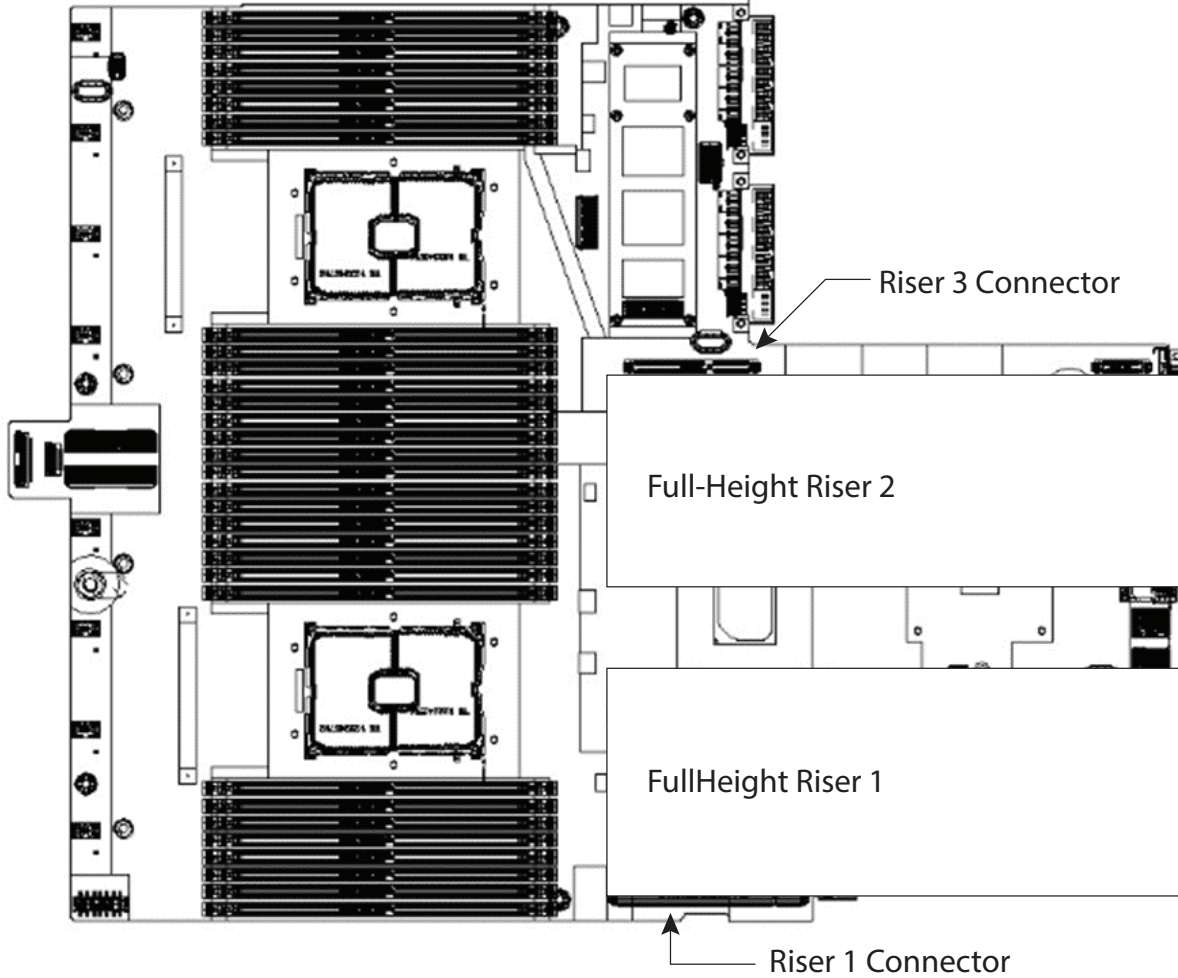 Riser 3 Connector
Full-Height Riser 2
FullHeight Riser 1
Riser 1 Connector